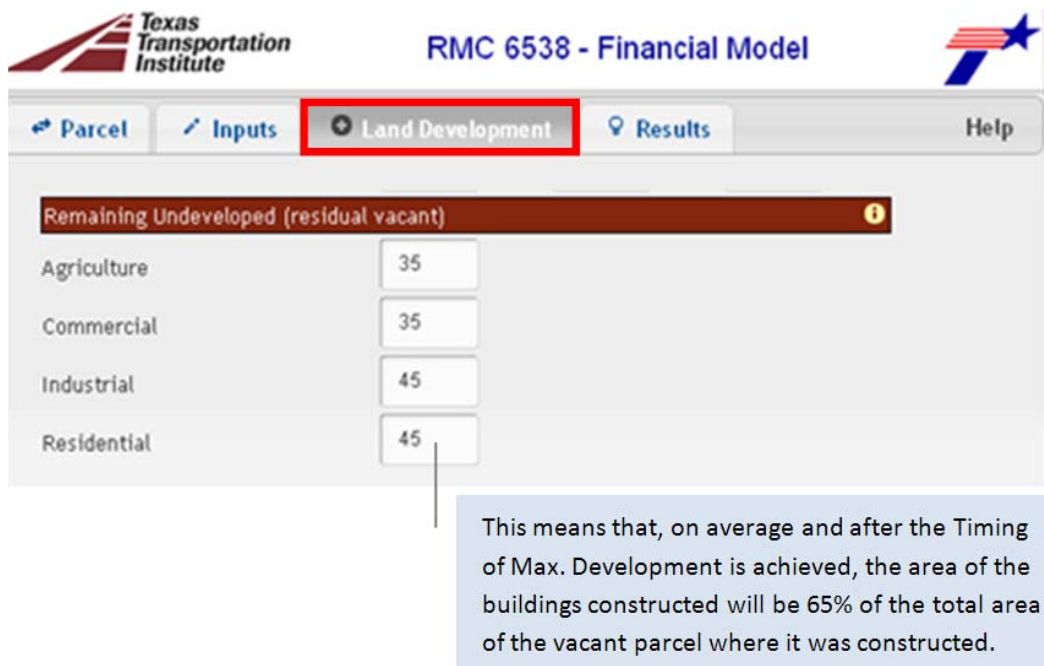 Texas
Transportation
Institute
RMC 6538 - Financial Model
Parcel Inputs Land Development Results Help
Remaining Undeveloped (residual vacant)
Agriculture 35
Commercial 35
Industrial 45
Residential 45
This means that, on average and after the Timing
of Max. Development is achieved, the area of the
buildings constructed will be 65% of the total area
of the vacant parcel where it was constructed.